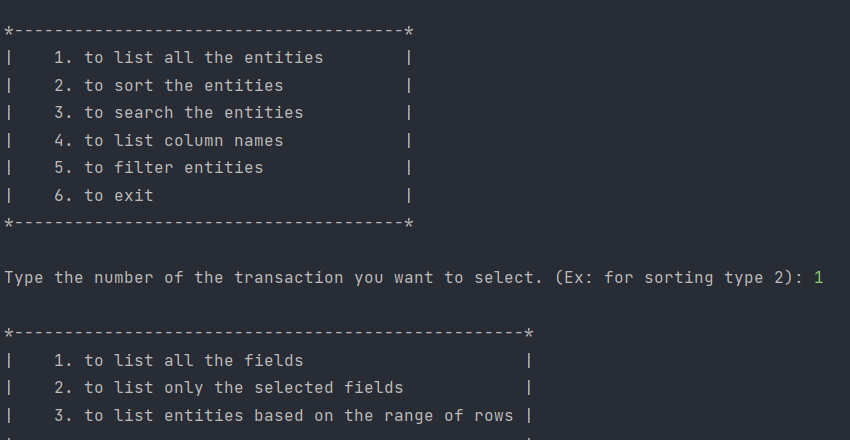 *---------------------------------------*
|    1. to list all the entities        |
|    2. to sort the entities            |
|    3. to search the entities          |
|    4. to list column names            |
|    5. to filter entities              |
|    6. to exit                         |
*---------------------------------------*
Type the number of the transaction you want to select. (Ex: for sorting type 2): 1
*---------------------------------------------------*
|    1. to list all the fields                      |
|    2. to list only the selected fields            |
|    3. to list entities based on the range of rows |